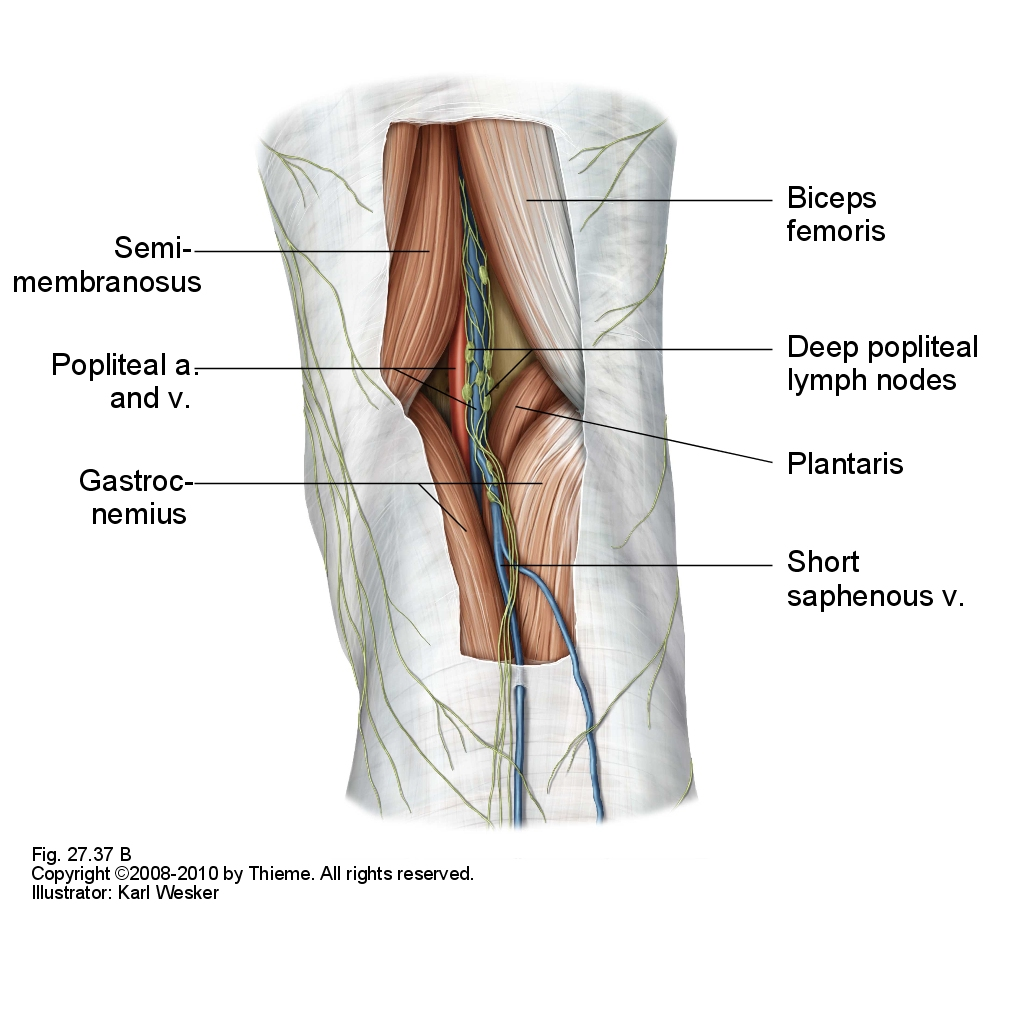 Semi-
membranosus
Popliteal a.
and v.
Gastroc-
nemius
Biceps
femoris
Deep popliteal
lymph nodes
Plantaris
Short
saphenous v.
Fig. 27.37 B
Copyright ©2008-2010 by Thieme. All rights reserved.
Illustrator: Karl Wesker